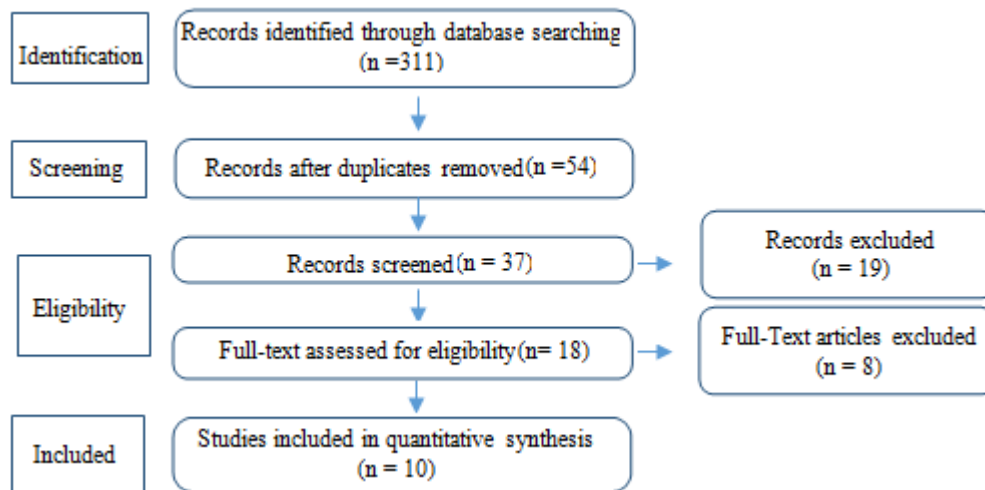 Identification
Records identified through database searching
(n =311)
Screening
Records after duplicates removed(n =54)
Eligibility
Records screened(n = 37)
Records excluded
(n = 19)
Full-text assessed for eligibility(n= 18)
Full-Text articles excluded
(n = 8)
Included
Studies included in quantitative synthesis
(n = 10)